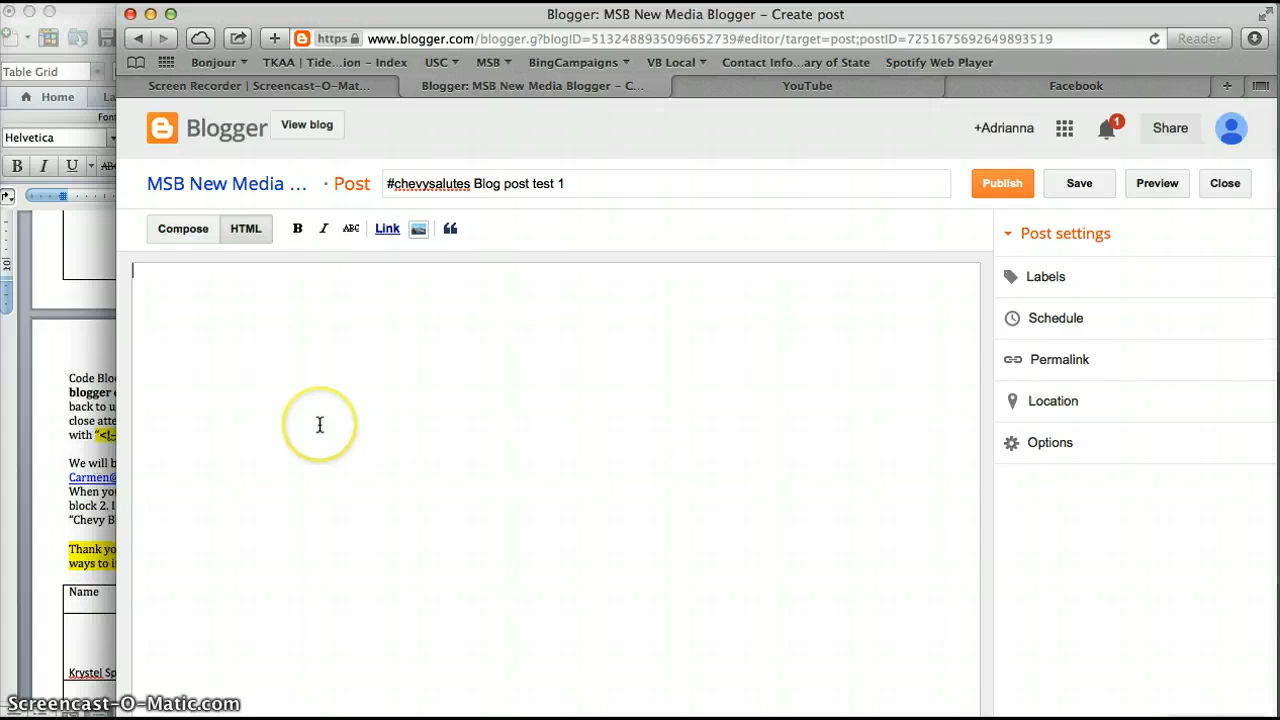 Blogger: MSB New Media Blogger – Create post
https www.blogger.com/blogger.g?blogID=5132488935096652739#editor/target=post;postID=7251675692649893519
Reader
Bonjour TKAA | Tide...ion - Index USC MSB BingCampaigns VB Local Contact Info...ary of State Spotify Web Player
Screen Recorder | Screencast-O-Mat... Blogger: MSB New Media Blogger - C... YouTube Facebook
Table Grid
Home
Helvetica
B I U ABC
Blogger View blog +Adrianna 1 Share
MSB New Media ... · Post #chevysalutes Blog post test 1 Publish Save Preview Close
Compose HTML B I ABC Link
Post settings
Labels
Schedule
Permalink
Location
Options
Code Blo
blogger
back to u
close atte
with "<!-
We will b
Carmen@
When you
block 2. I
"Chevy B
Thank yo
ways to i
Name
Krystel Sp
Screencast-O-Matic.com